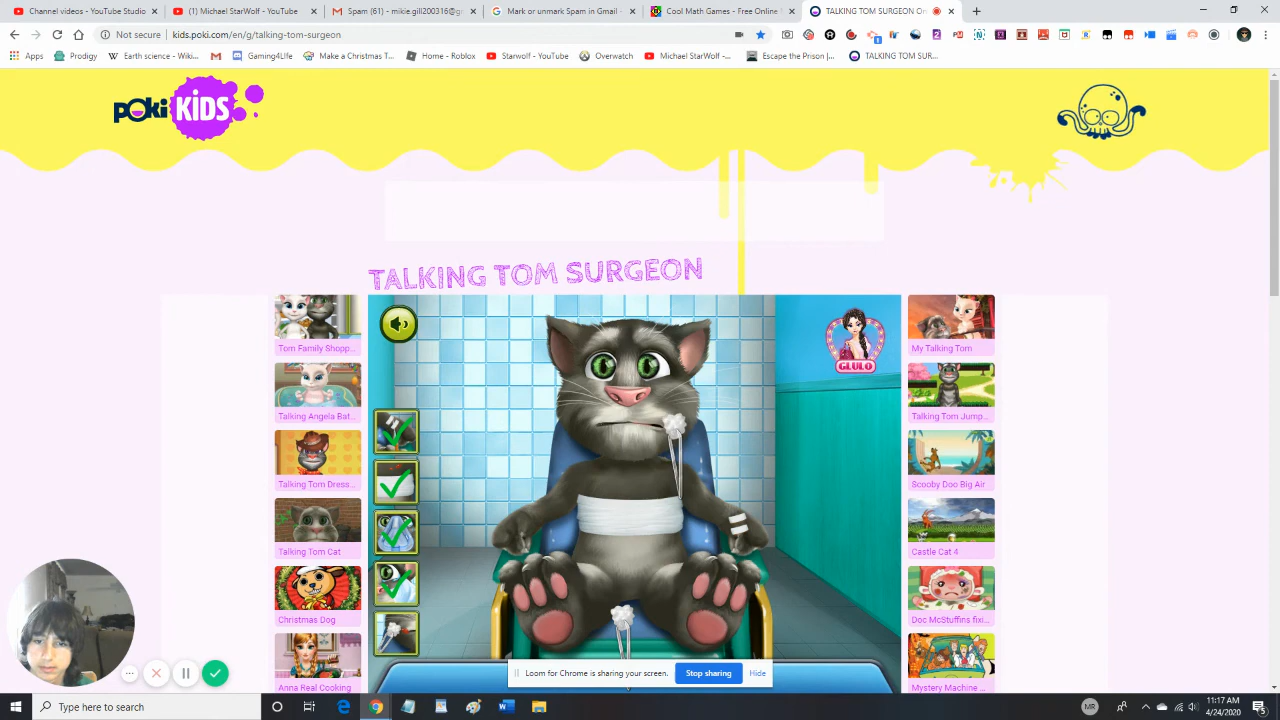 Channel videos - YouTube Studio
Michael StarWolf - YouTube
Spam (61) - mikie.gill200316@gm
Mark or unmark Spam in Gmail -
Cool Math Games - Free Online
TALKING TOM SURGEON On
Not secure | kids.poki.com/en/g/talking-tom-surgeon
Apps
Prodigy
Earth science - Wiki...
Gaming4Life
Make a Christmas T...
Home - Roblox
Starwolf - YouTube
Overwatch
Michael StarWolf -...
Escape the Prison |...
TALKING TOM SUR...
poki KiDS
TALKING TOM SURGEON
Tom Family Shopp...
Talking Angela Bat...
Talking Tom Dress...
Talking Tom Cat
Christmas Dog
Anna Real Cooking
GLULO
My Talking Tom
Talking Tom Jump...
Scooby Doo Big Air
Castle Cat 4
Doc McStuffins fixi...
Mystery Machine ...
Loom for Chrome is sharing your screen.
Stop sharing
Hide
Type here to search
MR
11:17 AM
4/24/2020